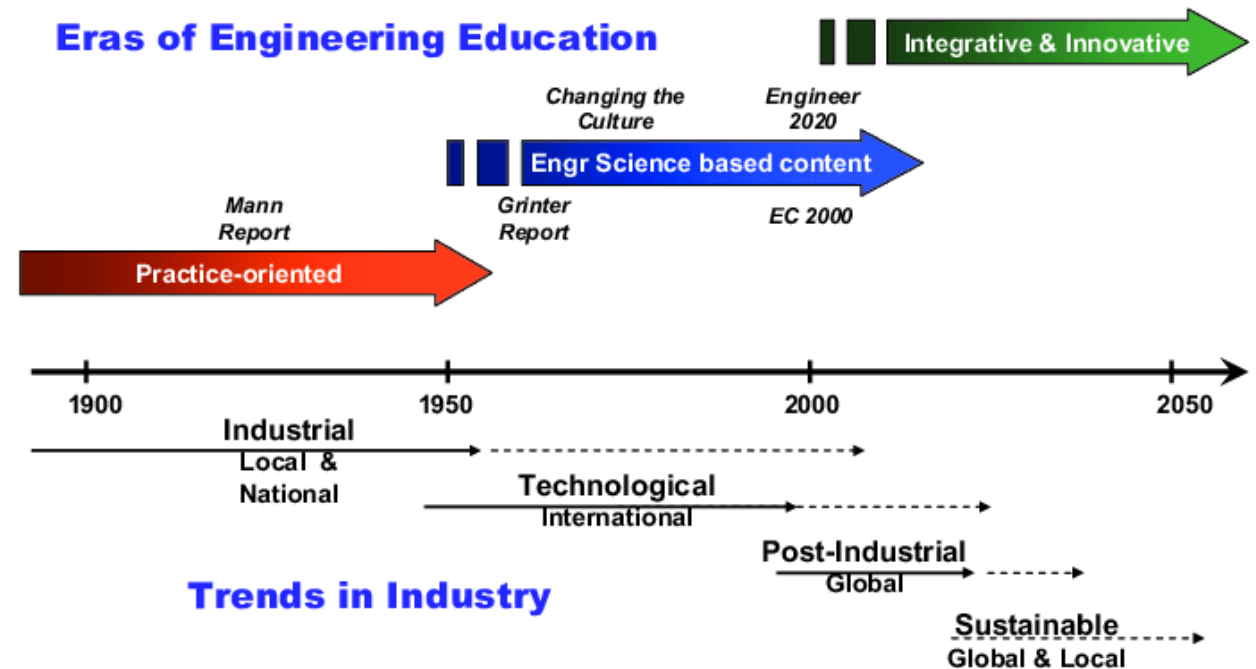 Eras of Engineering Education
Integrative & Innovative
Changing the
Culture
Engineer
2020
Engr Science based content
Mann
Report
Grinter
Report
EC 2000
Practice-oriented
1900
1950
2000
2050
Industrial
Local &
National
Technological
International
Post-Industrial
Global
Trends in Industry
Sustainable
Global & Local